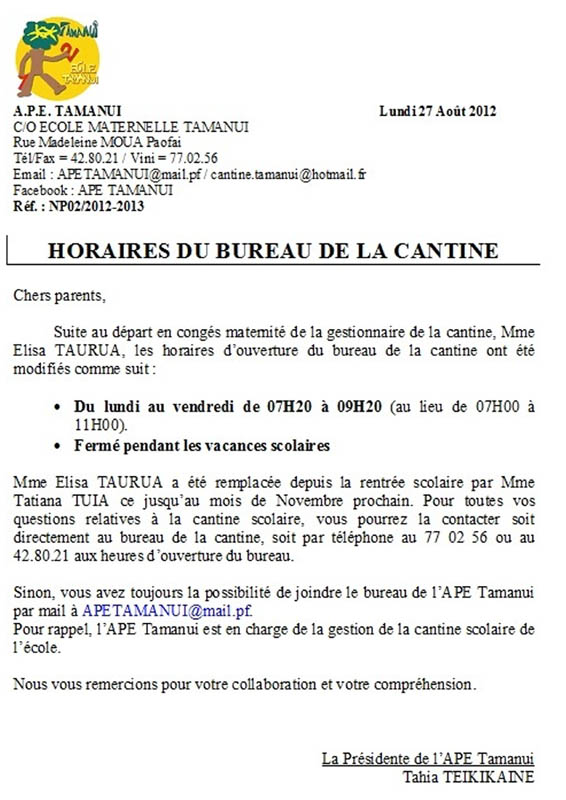 TAMANUI
ECOLE
TAMANUI
A.P.E. TAMANUI Lundi 27 Août 2012
C/O ECOLE MATERNELLE TAMANUI
Rue Madeleine MOUA Paofai
Tél/Fax = 42.80.21 / Vini = 77.02.56
Email : APETAMANUI@mail.pf / cantine.tamanui@hotmail.fr
Facebook : APE TAMANUI
Réf. : NP02/2012-2013
HORAIRES DU BUREAU DE LA CANTINE
Chers parents,
Suite au départ en congés maternité de la gestionnaire de la cantine, Mme
Elisa TAURUA, les horaires d’ouverture du bureau de la cantine ont été
modifiés comme suit :
• Du lundi au vendredi de 07H20 à 09H20 (au lieu de 07H00 à
11H00).
• Fermé pendant les vacances scolaires
Mme Elisa TAURUA a été remplacée depuis la rentrée scolaire par Mme
Tatiana TUIA ce jusqu’au mois de Novembre prochain. Pour toutes vos
questions relatives à la cantine scolaire, vous pourrez la contacter soit
directement au bureau de la cantine, soit par téléphone au 77 02 56 ou au
42.80.21 aux heures d’ouverture du bureau.
Sinon, vous avez toujours la possibilité de joindre le bureau de l’APE Tamanui
par mail à APETAMANUI@mail.pf.
Pour rappel, l’APE Tamanui est en charge de la gestion de la cantine scolaire de
l’école.
Nous vous remercions pour votre collaboration et votre compréhension.
La Présidente de l’APE Tamanui
Tahia TEIKIKAINE